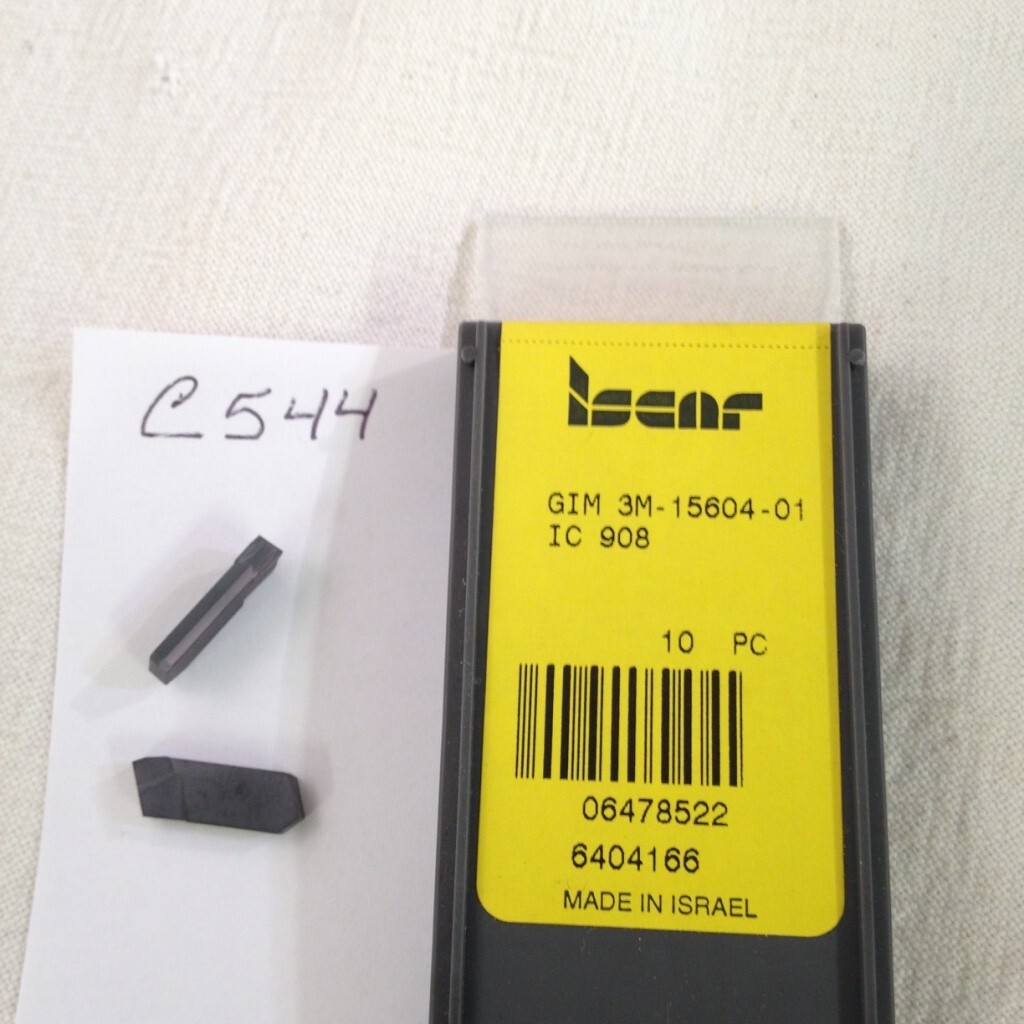 C544
Iscar
GIM 3M-15604-01
IC 908
10 PC
06478522
6404166
MADE IN ISRAEL